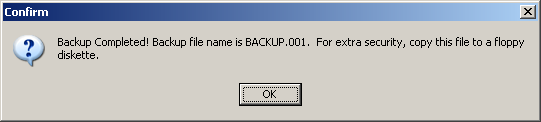 Confirm
Backup Completed! Backup file name is BACKUP.001.  For extra security, copy this file to a floppy
diskette.
OK